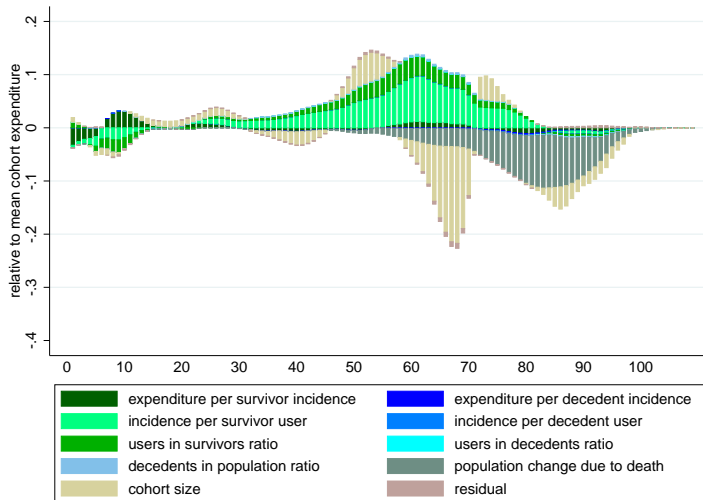 relative to mean cohort expenditure
.2
.1
0
-.1
-.2
-.3
-.4
0 10 20 30 40 50 60 70 80 90 100
expenditure per survivor incidence expenditure per decedent incidence
incidence per survivor user incidence per decedent user
users in survivors ratio users in decedents ratio
decedents in population ratio population change due to death
cohort size residual